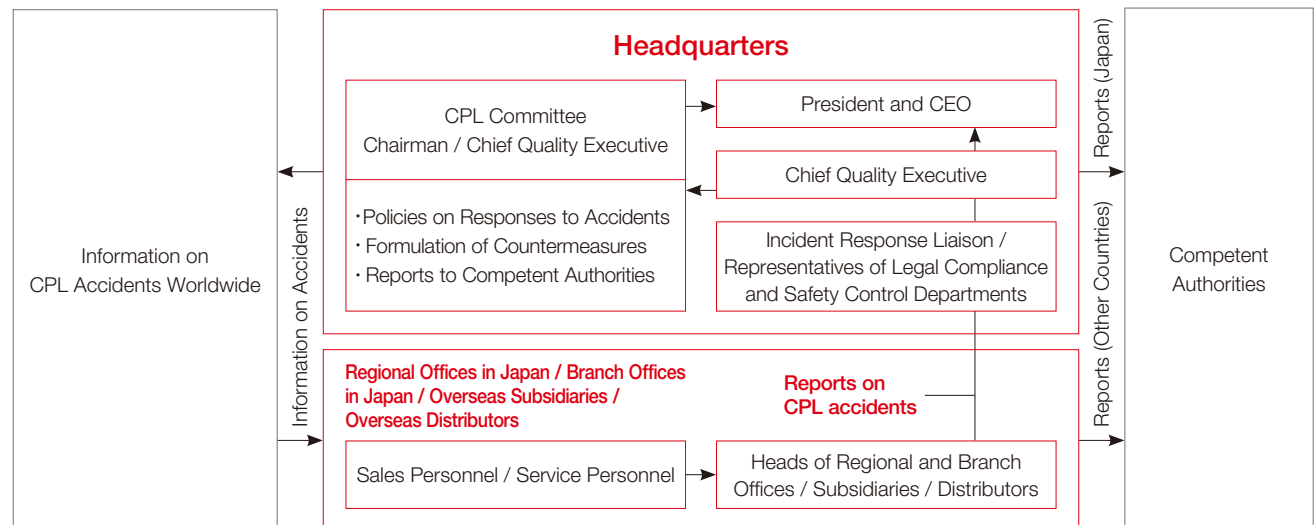 Information on
CPL Accidents Worldwide
Information on Accidents
Headquarters
CPL Committee
Chairman / Chief Quality Executive
・Policies on Responses to Accidents
・Formulation of Countermeasures
・Reports to Competent Authorities
President and CEO
Chief Quality Executive
Incident Response Liaison /
Representatives of Legal Compliance
and Safety Control Departments
Regional Offices in Japan / Branch Offices
in Japan / Overseas Subsidiaries /
Overseas Distributors
Reports on
CPL accidents
Sales Personnel / Service Personnel
Heads of Regional and Branch
Offices / Subsidiaries / Distributors
Reports (Japan)
Reports (Other Countries)
Competent
Authorities